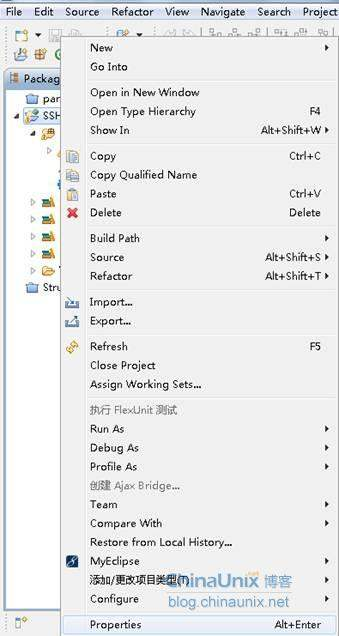 File Edit Source Refactor View Navigate Search Project
Packag
par
SSH
Stru
New
Go Into
Open in New Window
Open Type Hierarchy F4
Show In Alt+Shift+W
Copy Ctrl+C
Copy Qualified Name
Paste Ctrl+V
Delete Delete
Build Path
Source Alt+Shift+S
Refactor Alt+Shift+T
Import...
Export...
Refresh F5
Close Project
Assign Working Sets...
执行 FlexUnit 测试
Run As
Debug As
Profile As
创建 Ajax Bridge...
Team
Compare With
Restore from Local History...
MyEclipse
添加/更改项目类型(T)
ChinaUnix 博客
Configure
blog.chinaunix.net
Properties Alt+Enter